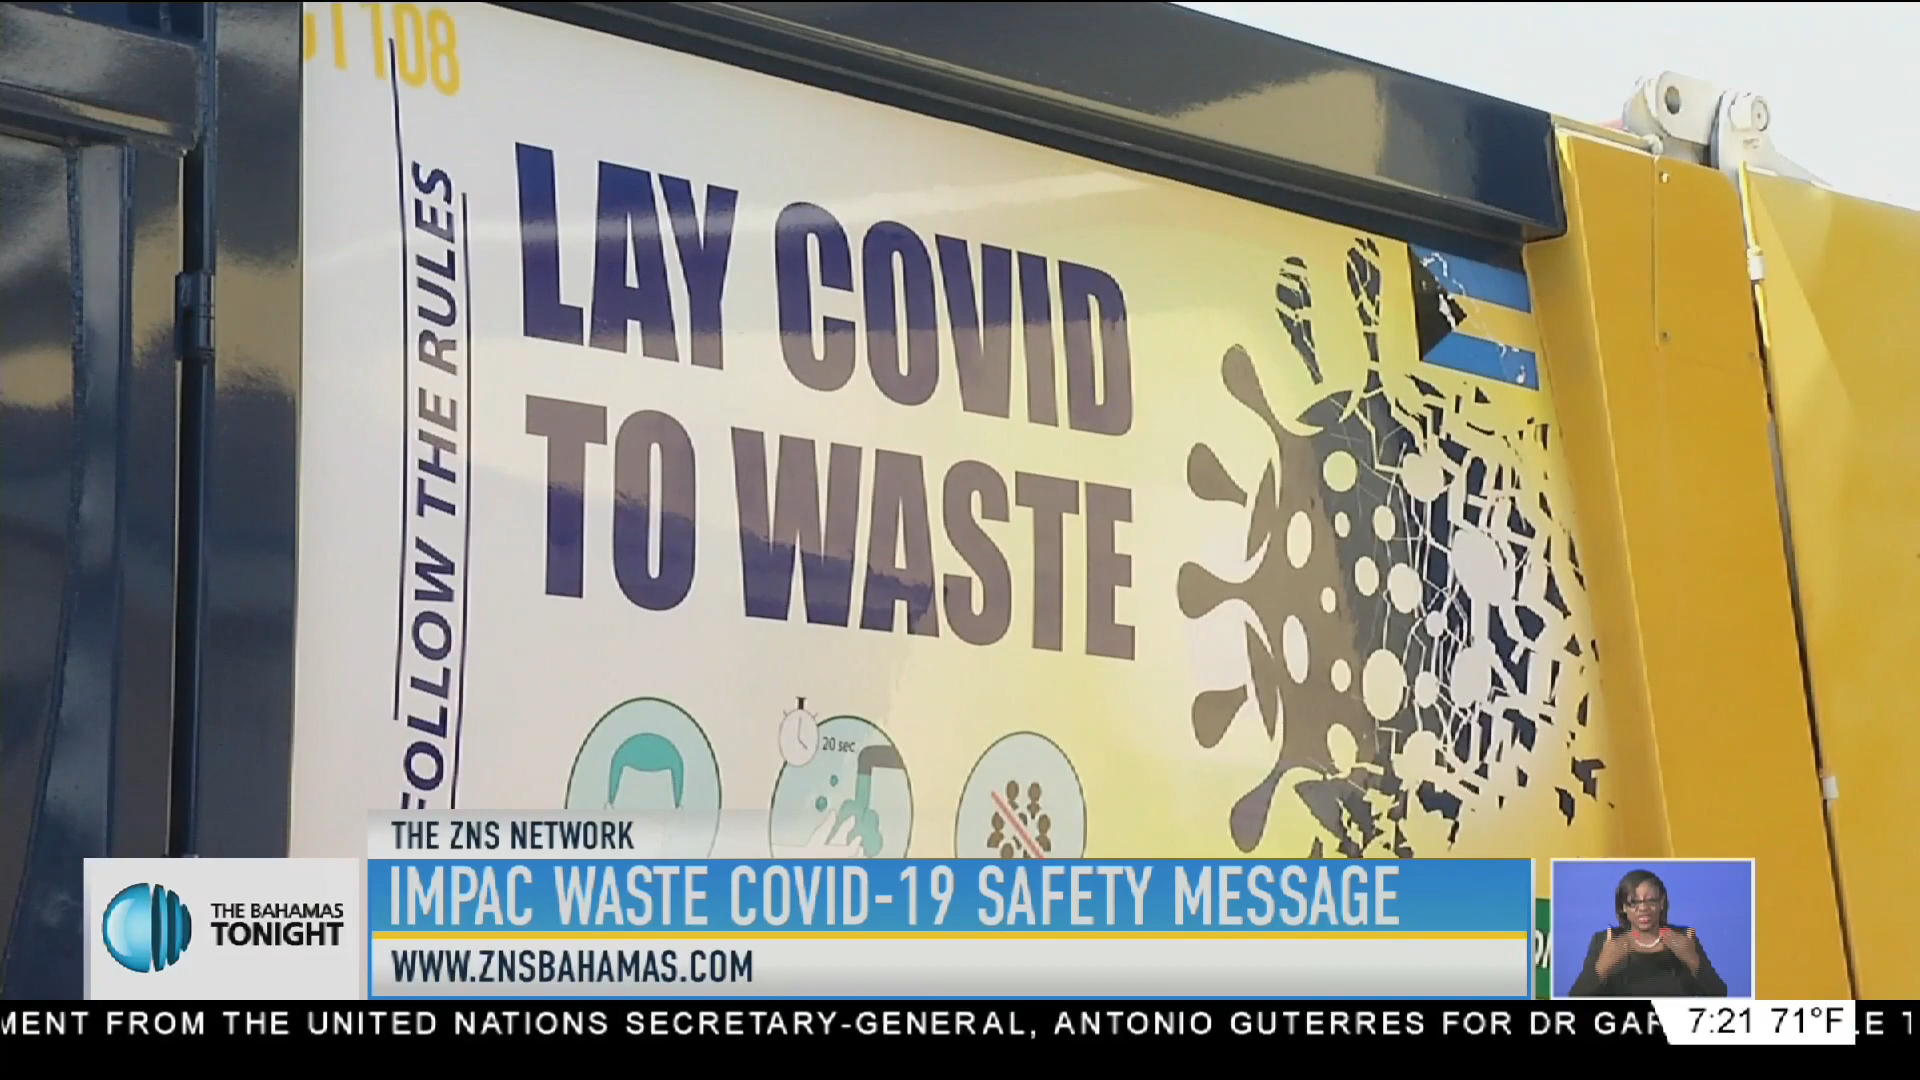 1108
FOLLOW THE RULES
LAY COVID
TO WASTE
20 sec
THE ZNS NETWORK
IMPAC WASTE COVID-19 SAFETY MESSAGE
WWW.ZNSBAHAMAS.COM
THE BAHAMAS
TONIGHT
MENT FROM THE UNITED NATIONS SECRETARY-GENERAL, ANTONIO GUTERRES FOR DR GAR
7:21 71°F